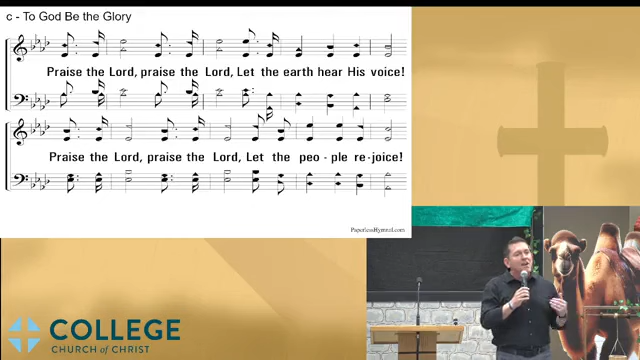 c - To God Be the Glory
Praise the Lord, praise the Lord, Let the earth hear His voice!
Praise the Lord, praise the Lord, Let the peo - ple re - joice!
PaperlessHymnal.com
COLLEGE
CHURCH of CHRIST